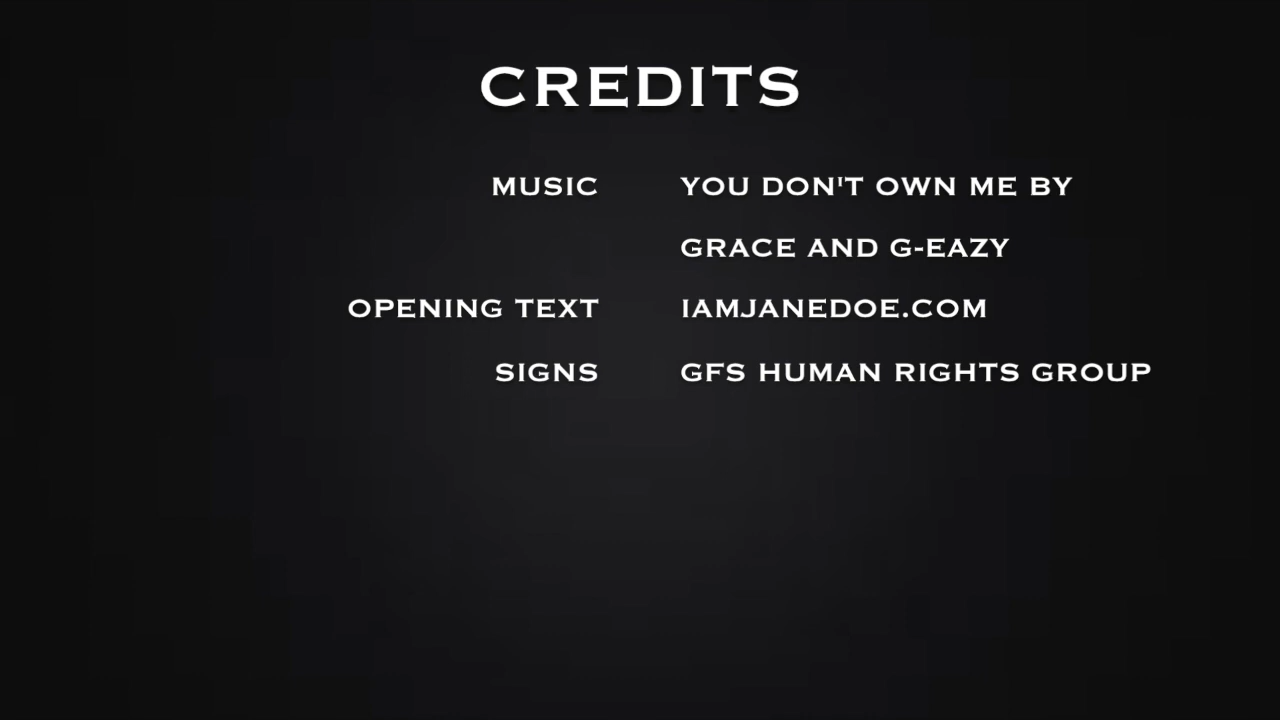 CREDITS
MUSIC YOU DON'T OWN ME BY
GRACE AND G-EAZY
OPENING TEXT IAMJANEDOE.COM
SIGNS GFS HUMAN RIGHTS GROUP